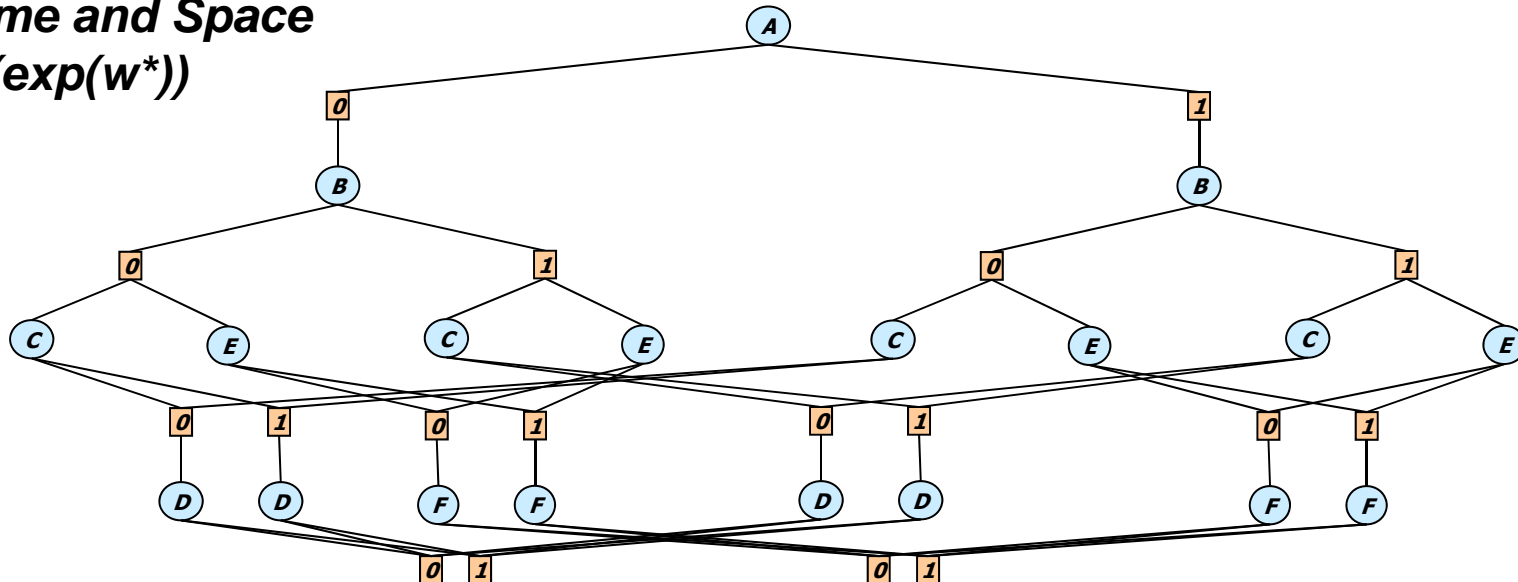 me and Space
(exp(w*))
A
0 1
B B
0 1 0 1
C E C E C E C E
0 1 0 1 0 1 0 1
D D F F D D F F
0 1 0 1